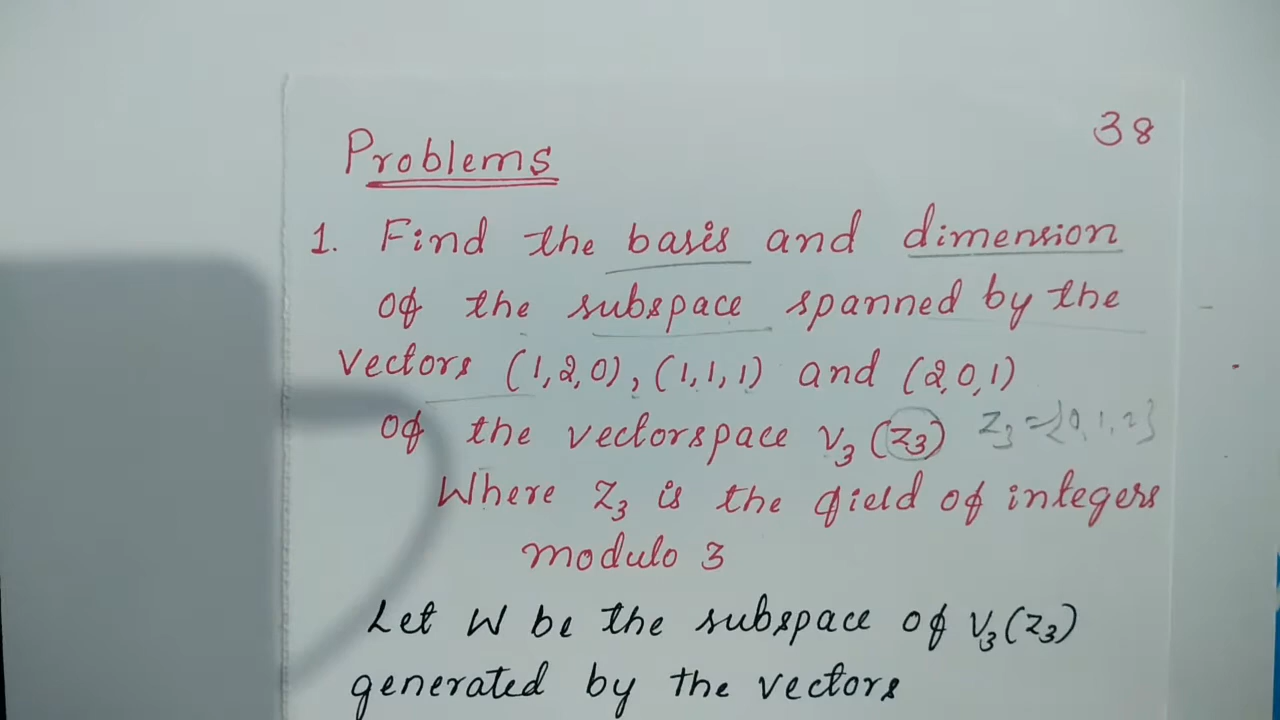 38
Problems
1. Find the basis and dimension
of the subspace spanned by the
vectors (1,2,0), (1,1,1) and (2,0,1)
of the vectorspace V₃ (Z₃) Z₃ = {0,1,2}
Where Z₃ is the field of integers
modulo 3
Let W be the subspace of V₃(Z₃)
generated by the vectors